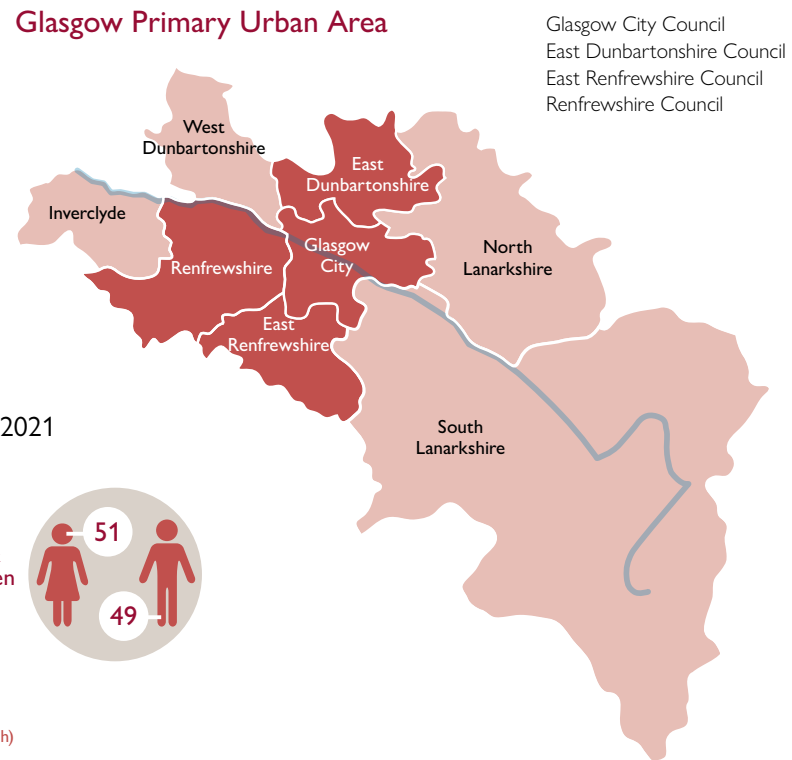 Glasgow Primary Urban Area
Glasgow City Council
East Dunbartonshire Council
East Renfrewshire Council
Renfrewshire Council
West
Dunbartonshire
East
Dunbartonshire
Inverclyde
Glasgow
City
North
Lanarkshire
Renfrewshire
East
Renfrewshire
2021
South
Lanarkshire
51
en
49
h)